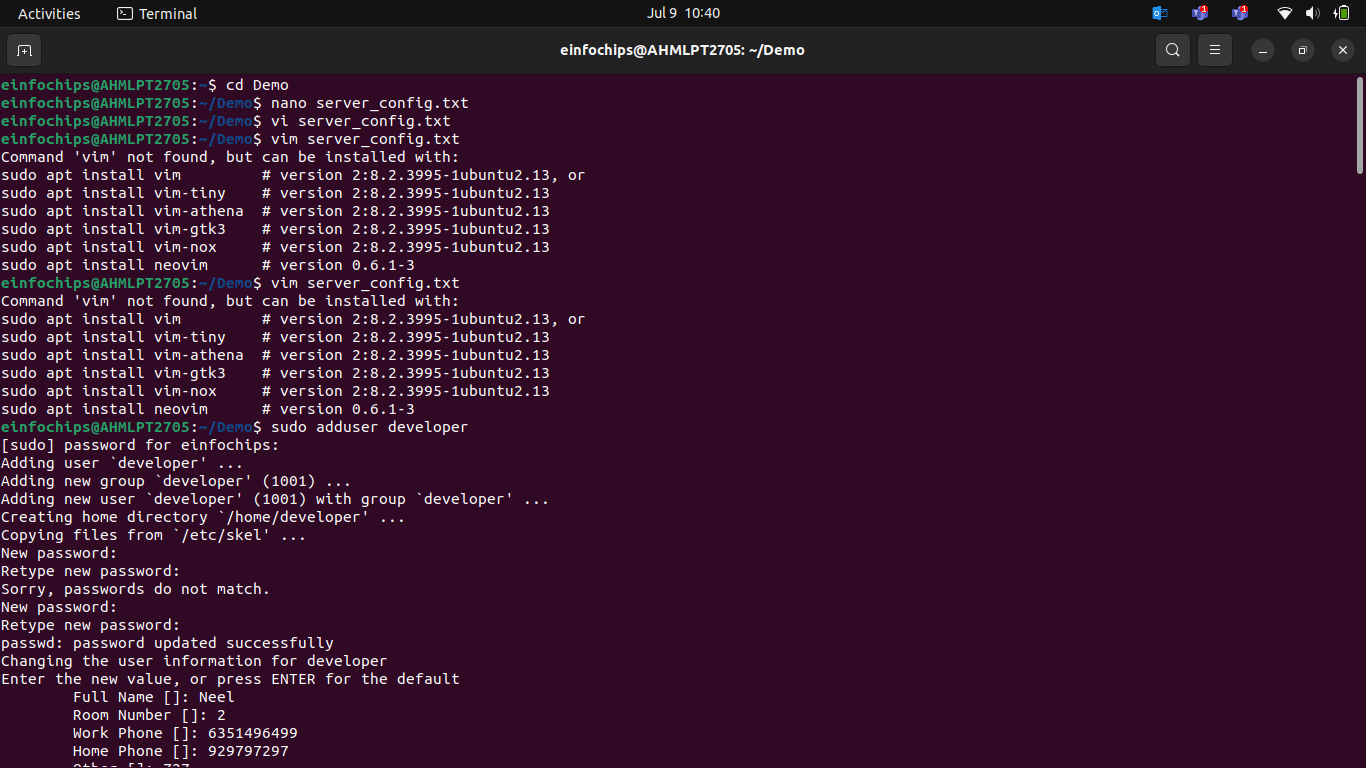 Activities Terminal Jul 9 10:40 1 1
einfochips@AHMLPT2705: ~/Demo
einfochips@AHMLPT2705:~$ cd Demo
einfochips@AHMLPT2705:~/Demo$ nano server_config.txt
einfochips@AHMLPT2705:~/Demo$ vi server_config.txt
einfochips@AHMLPT2705:~/Demo$ vim server_config.txt
Command 'vim' not found, but can be installed with:
sudo apt install vim         # version 2:8.2.3995-1ubuntu2.13, or
sudo apt install vim-tiny    # version 2:8.2.3995-1ubuntu2.13
sudo apt install vim-athena  # version 2:8.2.3995-1ubuntu2.13
sudo apt install vim-gtk3    # version 2:8.2.3995-1ubuntu2.13
sudo apt install vim-nox     # version 2:8.2.3995-1ubuntu2.13
sudo apt install neovim      # version 0.6.1-3
einfochips@AHMLPT2705:~/Demo$ vim server_config.txt
Command 'vim' not found, but can be installed with:
sudo apt install vim         # version 2:8.2.3995-1ubuntu2.13, or
sudo apt install vim-tiny    # version 2:8.2.3995-1ubuntu2.13
sudo apt install vim-athena  # version 2:8.2.3995-1ubuntu2.13
sudo apt install vim-gtk3    # version 2:8.2.3995-1ubuntu2.13
sudo apt install vim-nox     # version 2:8.2.3995-1ubuntu2.13
sudo apt install neovim      # version 0.6.1-3
einfochips@AHMLPT2705:~/Demo$ sudo adduser developer
[sudo] password for einfochips:
Adding user `developer' ...
Adding new group `developer' (1001) ...
Adding new user `developer' (1001) with group `developer' ...
Creating home directory `/home/developer' ...
Copying files from `/etc/skel' ...
New password:
Retype new password:
Sorry, passwords do not match.
New password:
Retype new password:
passwd: password updated successfully
Changing the user information for developer
Enter the new value, or press ENTER for the default
        Full Name []: Neel
        Room Number []: 2
        Work Phone []: 6351496499
        Home Phone []: 929797297
        Other []: